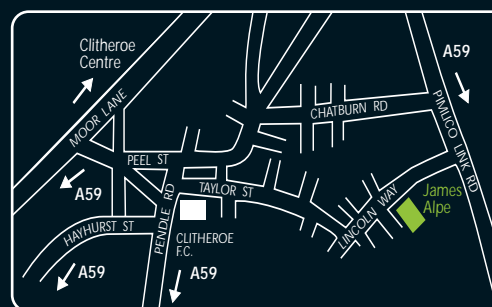 Clitheroe
Centre
A59
MOOR LANE
CHATBURN RD
PIMLICO LINK RD
PEEL ST
A59
TAYLOR ST
PENDLE RD
LINCOLN WAY
James
Alpe
HAYHURST ST
CLITHEROE
F.C.
A59
A59